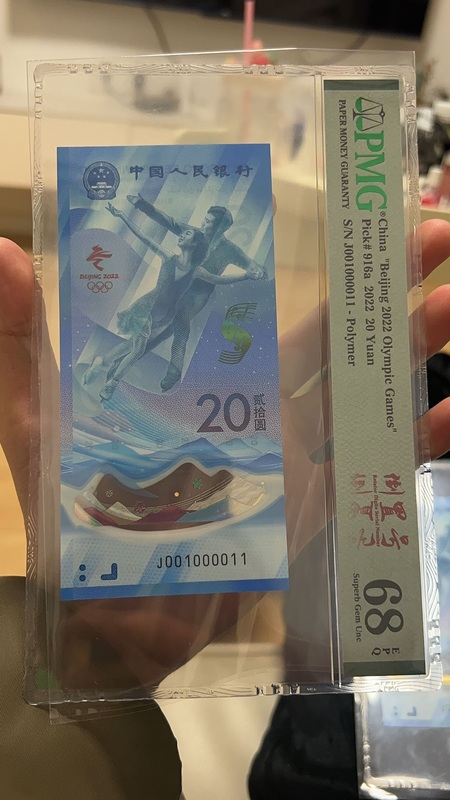 中国人民银行
BEIJING 2022
20
贰拾圆
J001000011
PMG®
PAPER MONEY GUARANTY
China "Beijing 2022 Olympic Games"
Pick# 916a 2022 20 Yuan
S/N J001000011 - Polymer
68 EPQ
Superb Gem Unc